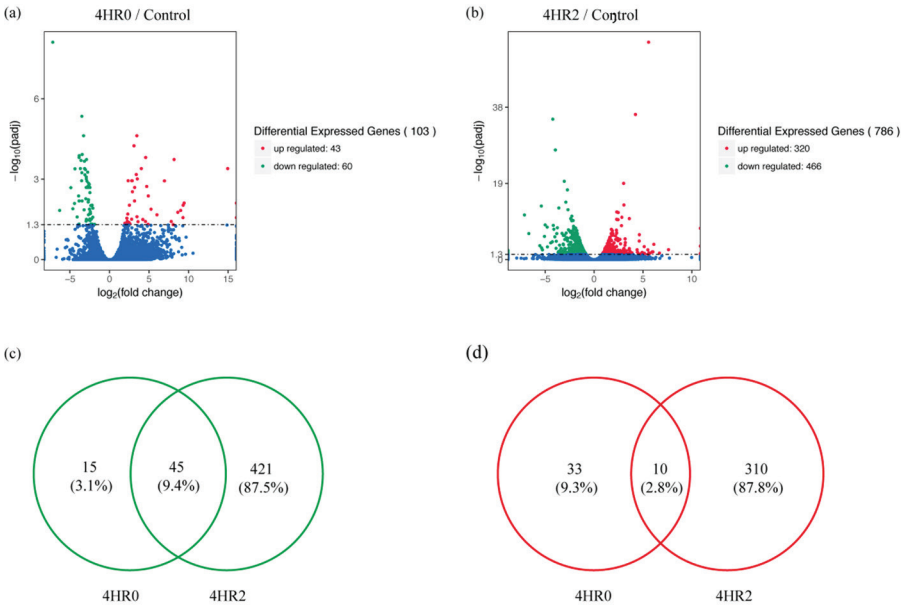 (a)
4HR0 / Control
−log10(padj)
6
3
1.3
0
−5
0
5
10
15
log2(fold change)
Differential Expressed Genes ( 103 )
up regulated: 43
down regulated: 60
(b)
4HR2 / Control
−log10(padj)
38
19
1.3
0
−5
0
5
10
log2(fold change)
Differential Expressed Genes ( 786 )
up regulated: 320
down regulated: 466
(c)
15
(3.1%)
45
(9.4%)
421
(87.5%)
4HR0
4HR2
(d)
33
(9.3%)
10
(2.8%)
310
(87.8%)
4HR0
4HR2